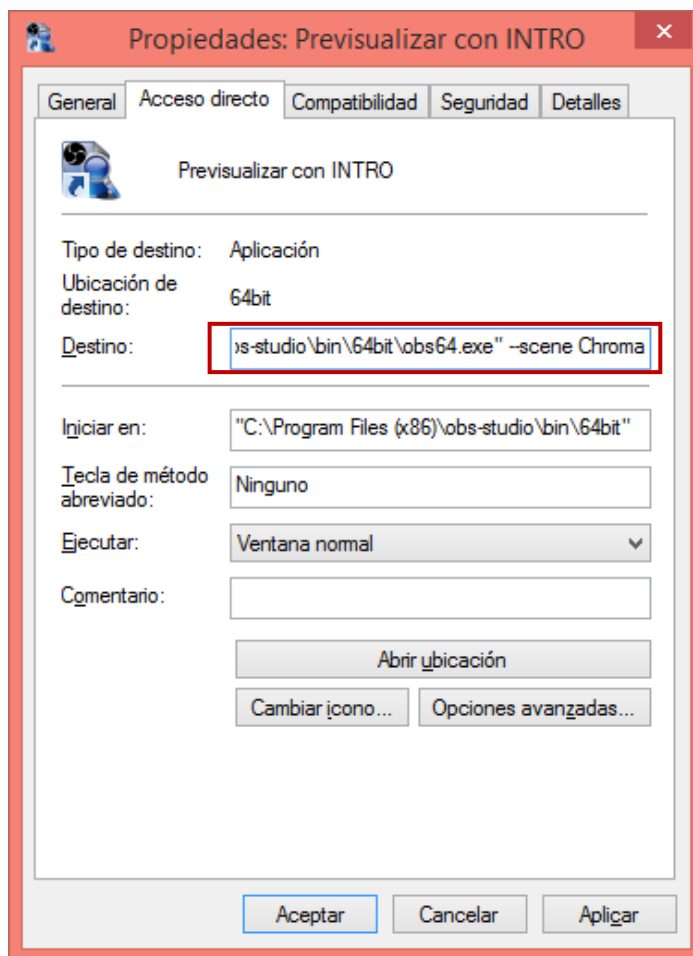 Propiedades: Previsualizar con INTRO
General Acceso directo Compatibilidad Seguridad Detalles
Previsualizar con INTRO
Tipo de destino: Aplicación
Ubicación de
destino: 64bit
Destino: os-studio\bin\64bit\obs64.exe" --scene Chroma
Iniciar en: "C:\Program Files (x86)\obs-studio\bin\64bit"
Tecla de método
abreviado: Ninguno
Ejecutar: Ventana normal
Comentario:
Abrir ubicación
Cambiar icono... Opciones avanzadas...
Aceptar Cancelar Aplicar